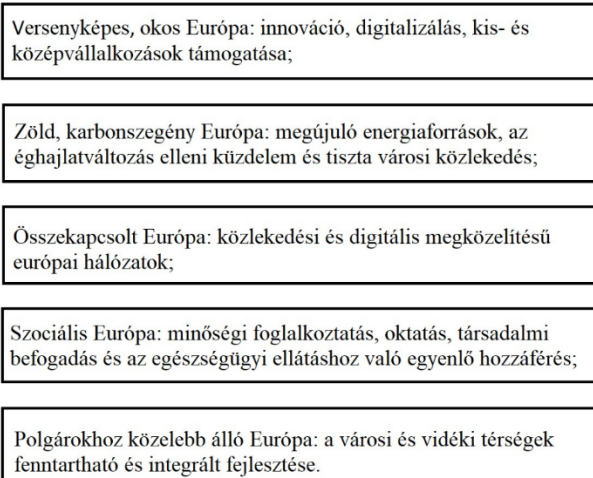 Versenyképes, okos Európa: innováció, digitalizálás, kis- és
középvállalkozások támogatása;
Zöld, karbonszegény Európa: megújuló energiaforrások, az
éghajlatváltozás elleni küzdelem és tiszta városi közlekedés;
Összekapcsolt Európa: közlekedési és digitális megközelítésű
európai hálózatok;
Szociális Európa: minőségi foglalkoztatás, oktatás, társadalmi
befogadás és az egészségügyi ellátáshoz való egyenlő hozzáférés;
Polgárokhoz közelebb álló Európa: a városi és vidéki térségek
fenntartható és integrált fejlesztése.